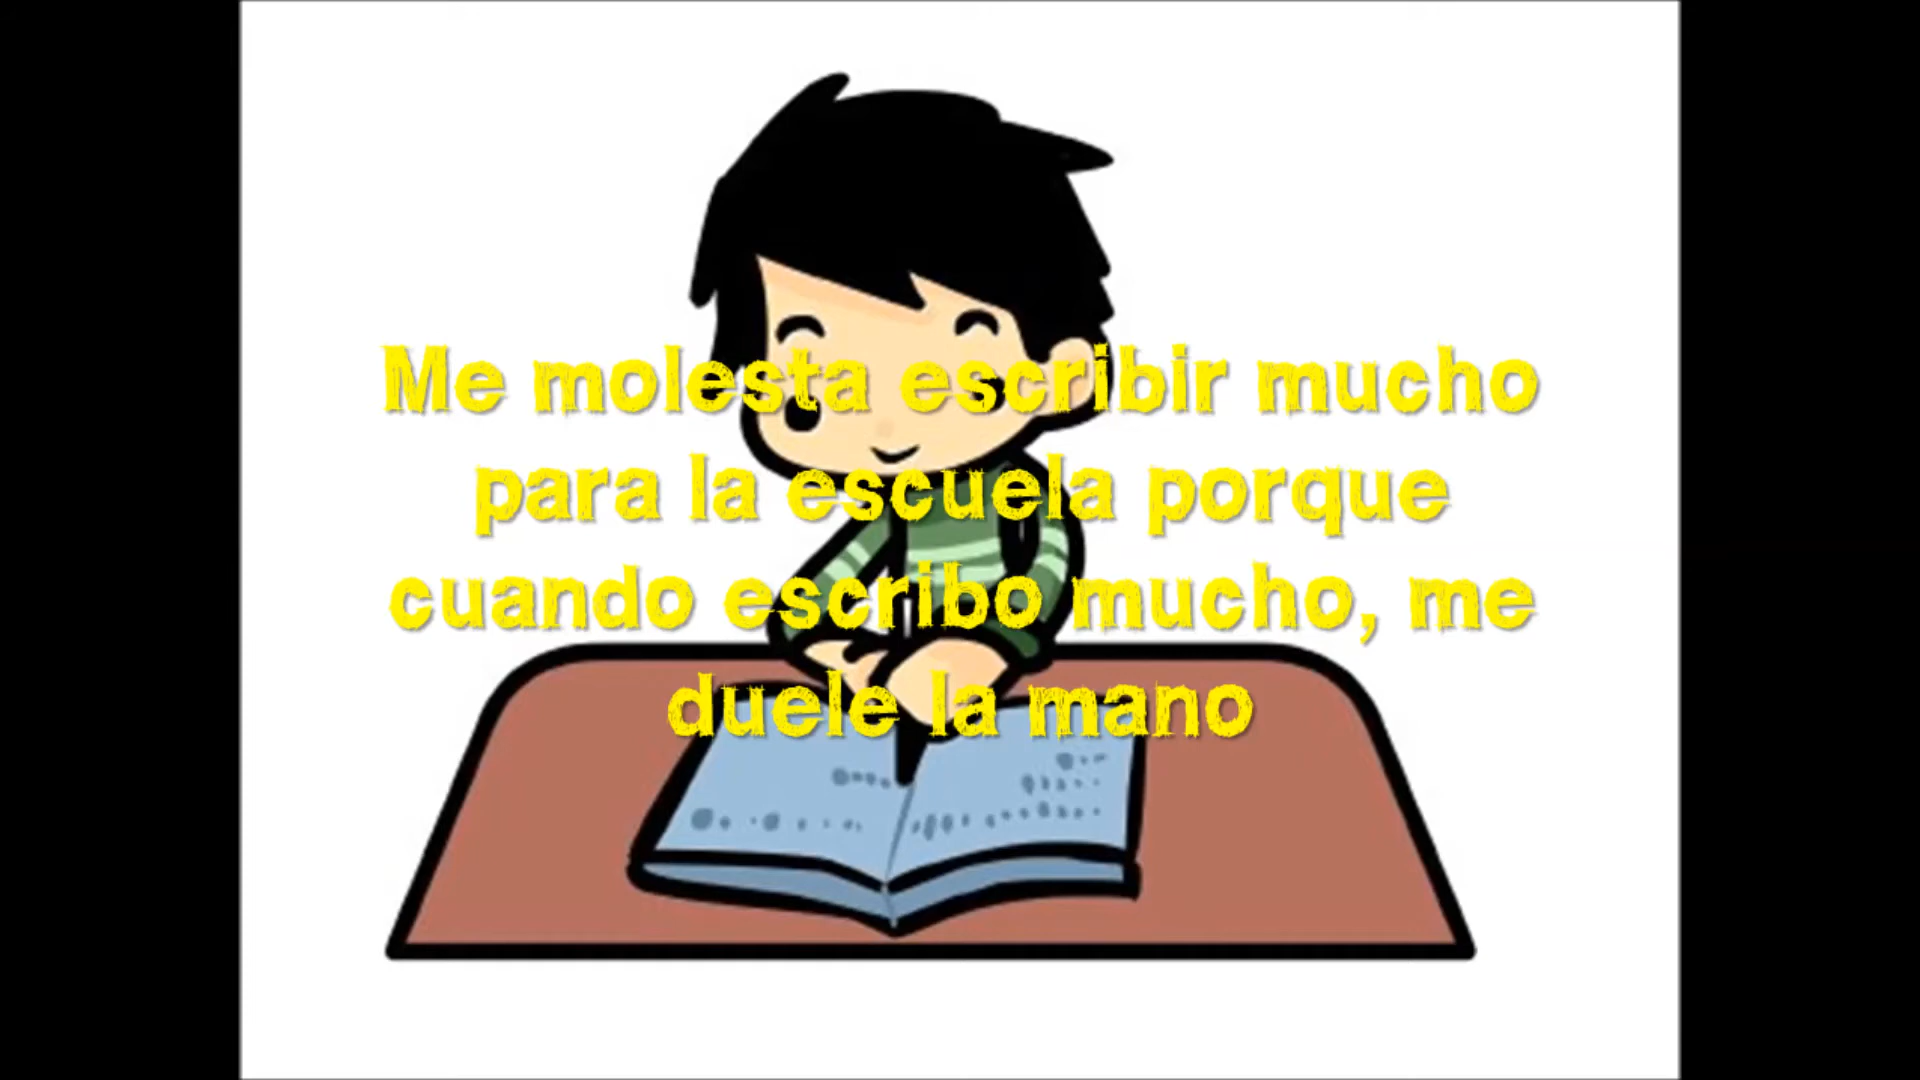 Me molesta escribir mucho
para la escuela porque
cuando escribo mucho, me
duele la mano